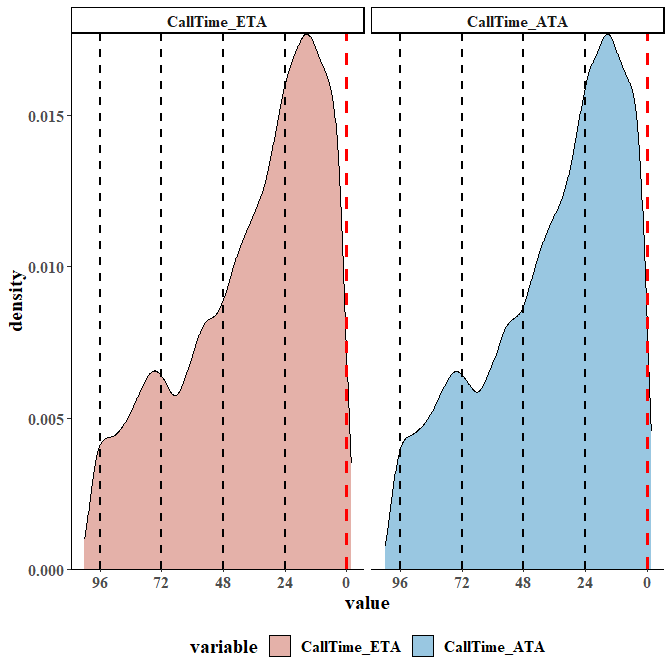 CallTime_ETA CallTime_ATA
density
0.015
0.010
0.005
0.000
96 72 48 24 0 96 72 48 24 0
value
variable CallTime_ETA CallTime_ATA